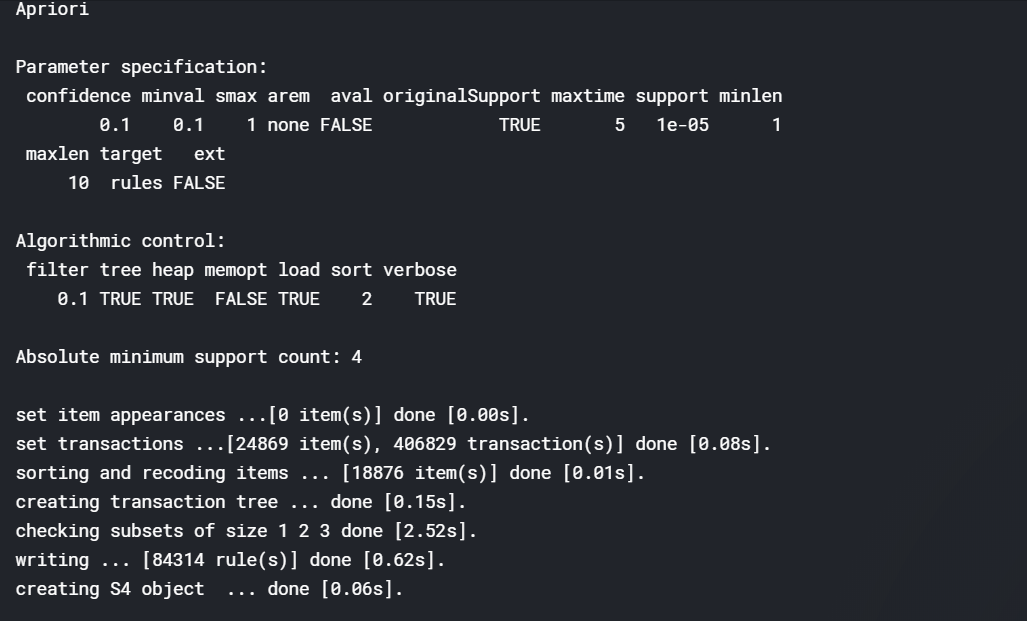 Apriori
Parameter specification:
confidence minval smax arem aval originalSupport maxtime support minlen
0.1 0.1 1 none FALSE TRUE 5 1e-05 1
maxlen target ext
10 rules FALSE
Algorithmic control:
filter tree heap memopt load sort verbose
0.1 TRUE TRUE FALSE TRUE 2 TRUE
Absolute minimum support count: 4
set item appearances ...[0 item(s)] done [0.00s].
set transactions ...[24869 item(s), 406829 transaction(s)] done [0.08s].
sorting and recoding items ... [18876 item(s)] done [0.01s].
creating transaction tree ... done [0.15s].
checking subsets of size 1 2 3 done [2.52s].
writing ... [84314 rule(s)] done [0.62s].
creating S4 object ... done [0.06s].